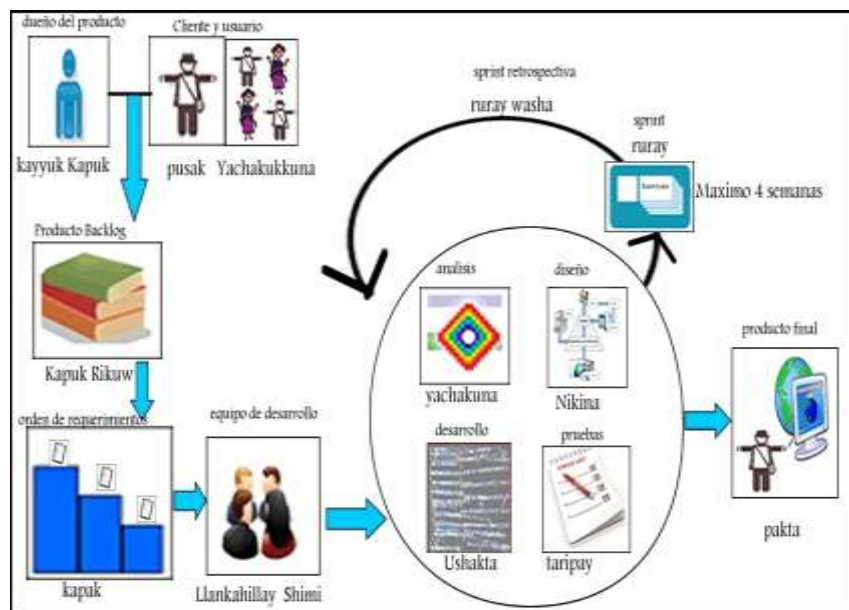 dueño del producto
Cliente y usuario
kayyuk Kapuk
pusak Yachakukkuna
sprint retrospectiva
ruray washa
sprint
ruray
Maximo 4 semanas
Producto Backlog
Kapuk Rikuw
orden de requerimientos
kapak
equipo de desarrollo
Llankahillay Shimi
analisis
yachakuna
diseño
Nikina
desarrollo
Ushakta
pruebas
taripay
producto final
pakta